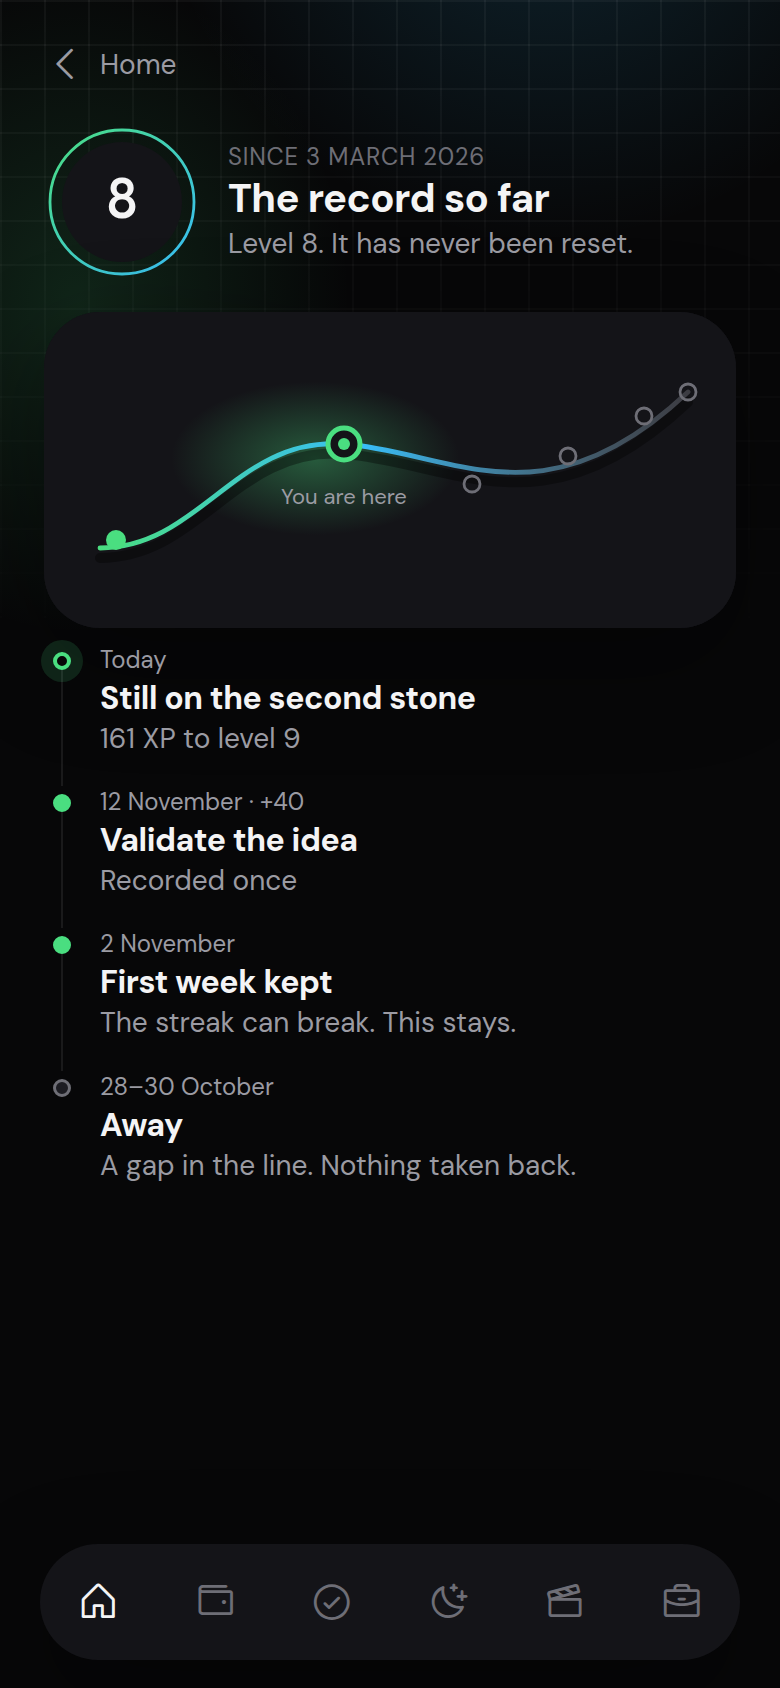 Home
8
SINCE 3 MARCH 2026
The record so far
Level 8. It has never been reset.
You are here
Today
Still on the second stone
161 XP to level 9
12 November · +40
Validate the idea
Recorded once
2 November
First week kept
The streak can break. This stays.
28–30 October
Away
A gap in the line. Nothing taken back.